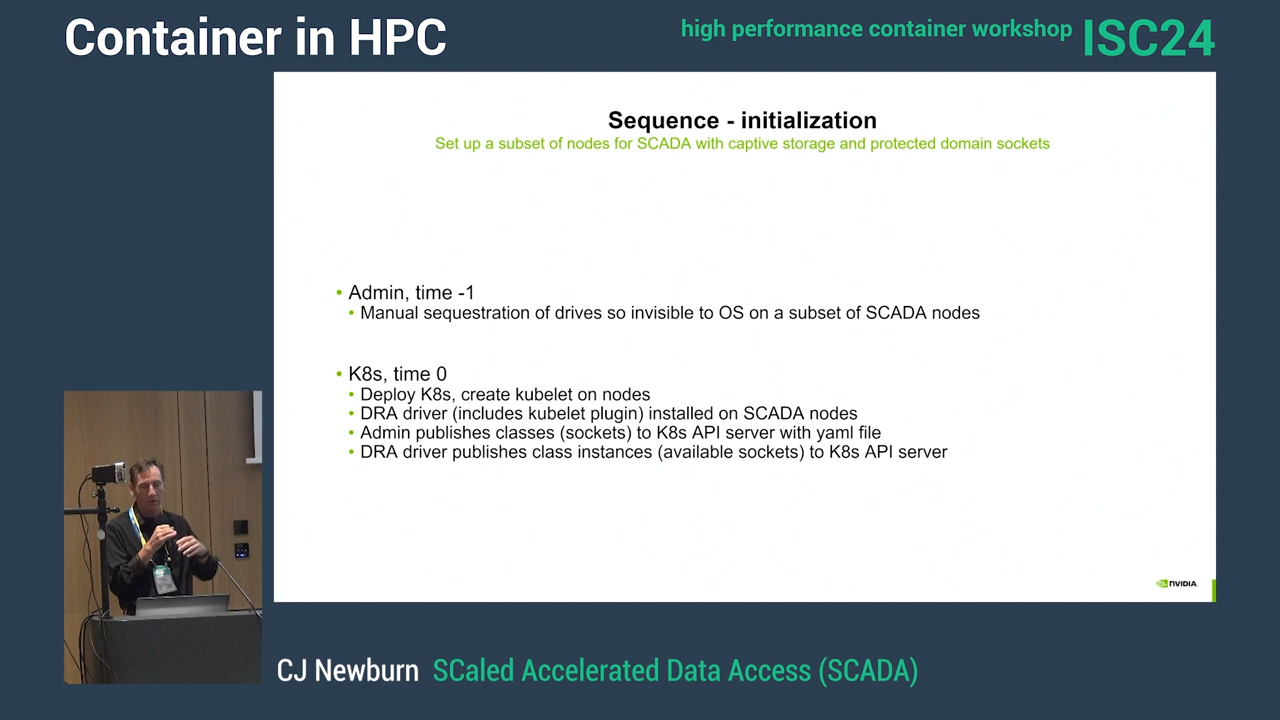 Container in HPC
high performance container workshop ISC24
Sequence - initialization
Set up a subset of nodes for SCADA with captive storage and protected domain sockets
• Admin, time -1
• Manual sequestration of drives so invisible to OS on a subset of SCADA nodes
• K8s, time 0
• Deploy K8s, create kubelet on nodes
• DRA driver (includes kubelet plugin) installed on SCADA nodes
• Admin publishes classes (sockets) to K8s API server with yaml file
• DRA driver publishes class instances (available sockets) to K8s API server
NVIDIA
CJ Newburn SCaled Accelerated Data Access (SCADA)